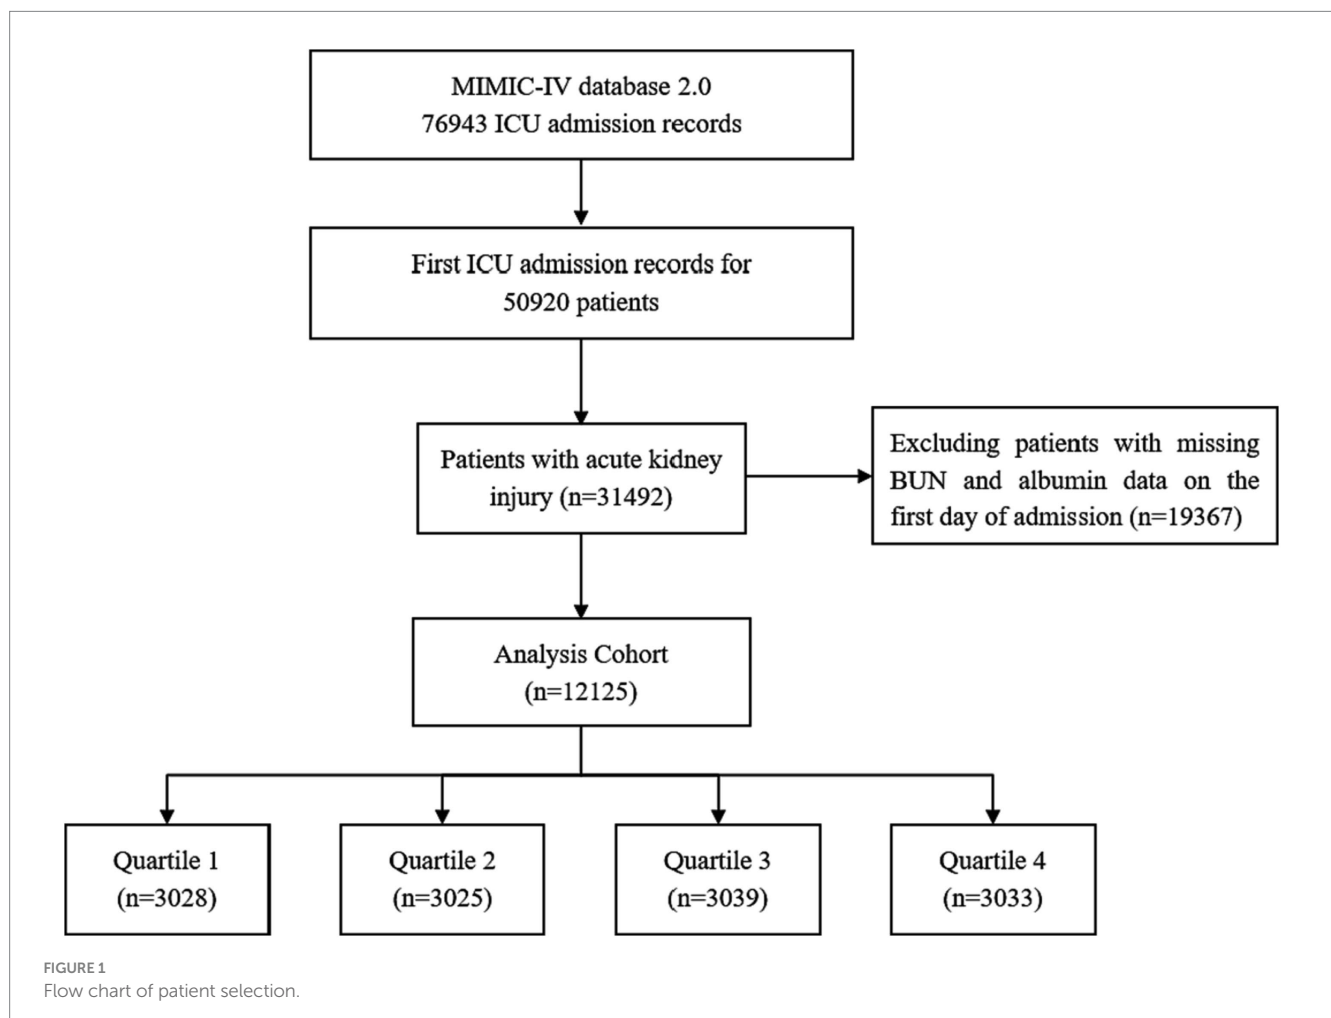 MIMIC-IV database 2.0
76943 ICU admission records
First ICU admission records for
50920 patients
Patients with acute kidney
injury (n=31492)
Excluding patients with missing
BUN and albumin data on the
first day of admission (n=19367)
Analysis Cohort
(n=12125)
Quartile 1
(n=3028)
Quartile 2
(n=3025)
Quartile 3
(n=3039)
Quartile 4
(n=3033)
FIGURE 1
Flow chart of patient selection.